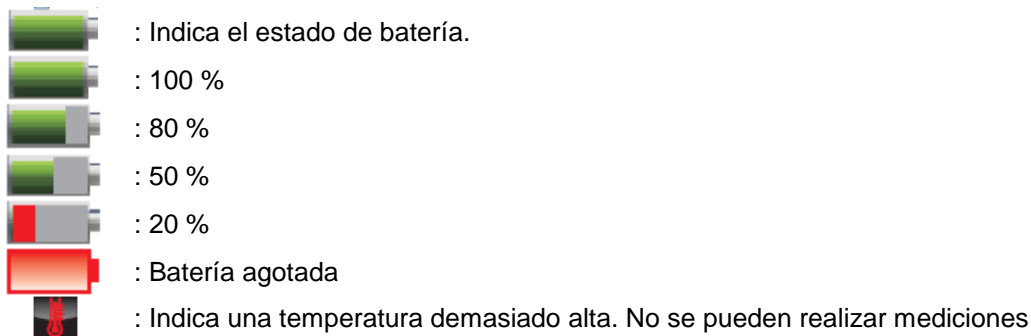 : Indica el estado de batería.
: 100 %
: 80 %
: 50 %
: 20 %
: Batería agotada
: Indica una temperatura demasiado alta. No se pueden realizar mediciones